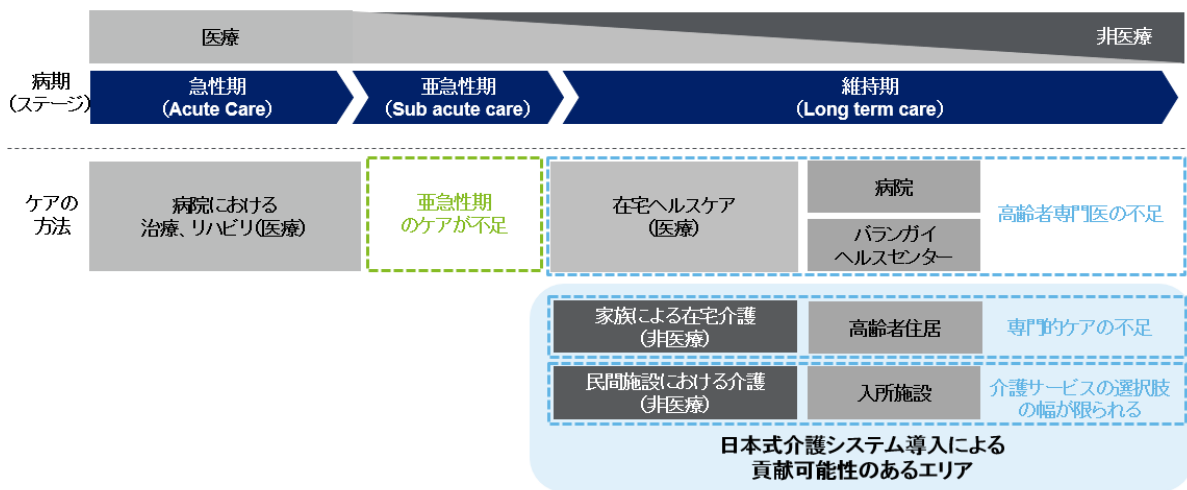 医療
非医療
病期
(ステージ)
急性期
(Acute Care)
亜急性期
(Sub acute care)
維持期
(Long term care)
ケアの
方法
病院における
治療、リハビリ(医療)
亜急性期
のケアが不足
在宅ヘルスケア
(医療)
病院
バランガイ
ヘルスセンター
高齢者専門医の不足
家族による在宅介護
(非医療)
高齢者住居
専門的ケアの不足
民間施設における介護
(非医療)
入所施設
介護サービスの選択肢
の幅が限られる
日本式介護システム導入による
貢献可能性のあるエリア